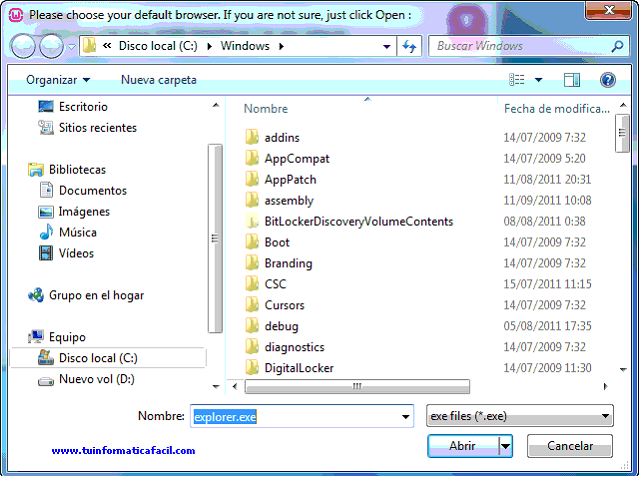 Please choose your default browser. If you are not sure, just click Open :
« Disco local (C:) Windows
Buscar Windows
Organizar
Nueva carpeta
Escritorio
Sitios recientes
Bibliotecas
Documentos
Imágenes
Música
Vídeos
Grupo en el hogar
Equipo
Disco local (C:)
Nuevo vol (D:)
Nombre Fecha de modifica...
addins 14/07/2009 7:32
AppCompat 14/07/2009 5:20
AppPatch 11/08/2011 20:31
assembly 11/09/2011 10:08
BitLockerDiscoveryVolumeContents 08/08/2011 0:38
Boot 14/07/2009 7:32
Branding 14/07/2009 7:32
CSC 15/07/2011 11:15
Cursors 14/07/2009 7:32
debug 05/08/2011 17:35
diagnostics 14/07/2009 7:32
DigitalLocker 14/07/2009 11:30
Nombre: explorer.exe exe files (*.exe)
Abrir Cancelar
www.tuinformaticafacil.com